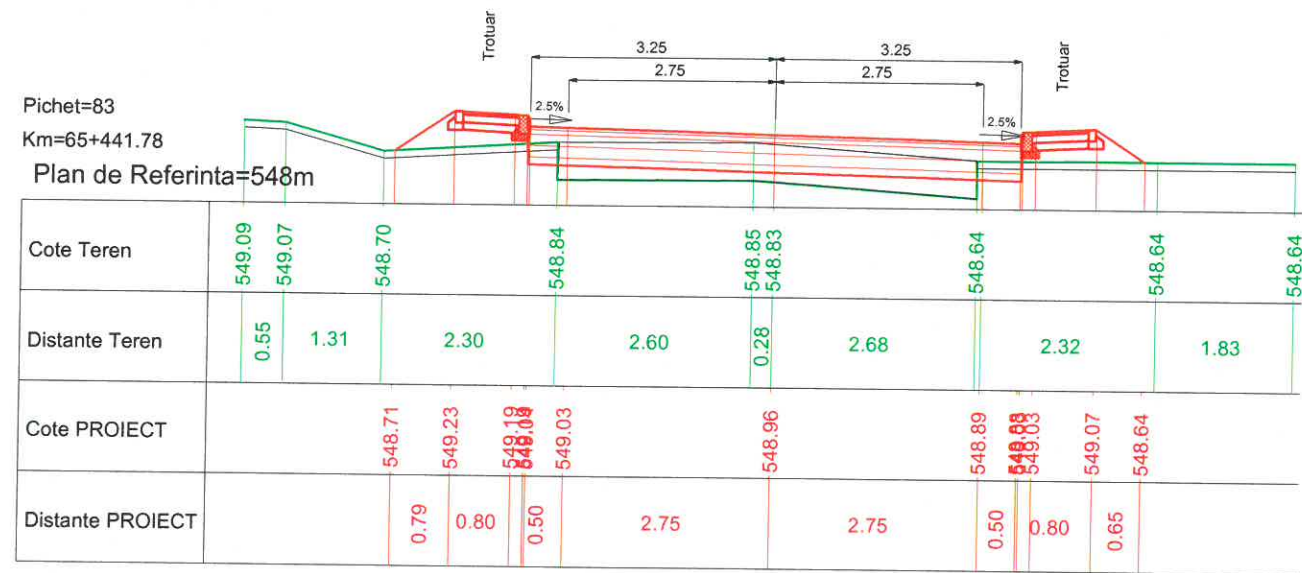 Trotuar
3.25 3.25
Trotuar
2.75 2.75
Pichet=83
2.5%
2.5%
Km=65+441.78
Plan de Referinta=548m
Cote Teren 549.09 549.07 548.70 548.84 548.85 548.83 548.64 548.64 548.64
Distante Teren 0.55 1.31 2.30 2.60 0.28 2.68 2.32 1.83
Cote PROIECT 548.71 549.23 549.19 549.03 548.96 548.89 549.03 549.07 548.64
Distante PROIECT 0.79 0.80 0.50 2.75 2.75 0.50 0.80 0.65